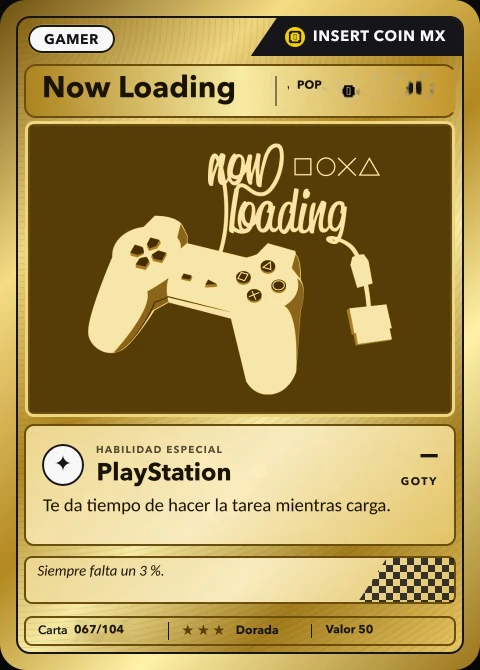 GAMER
INSERT COIN MX
Now Loading
POP
now □○×△
loading
HABILIDAD ESPECIAL
PlayStation
—
GOTY
Te da tiempo de hacer la tarea mientras carga.
Siempre falta un 3 %.
Carta 067/104
★ ★ ★ Dorada
Valor 50